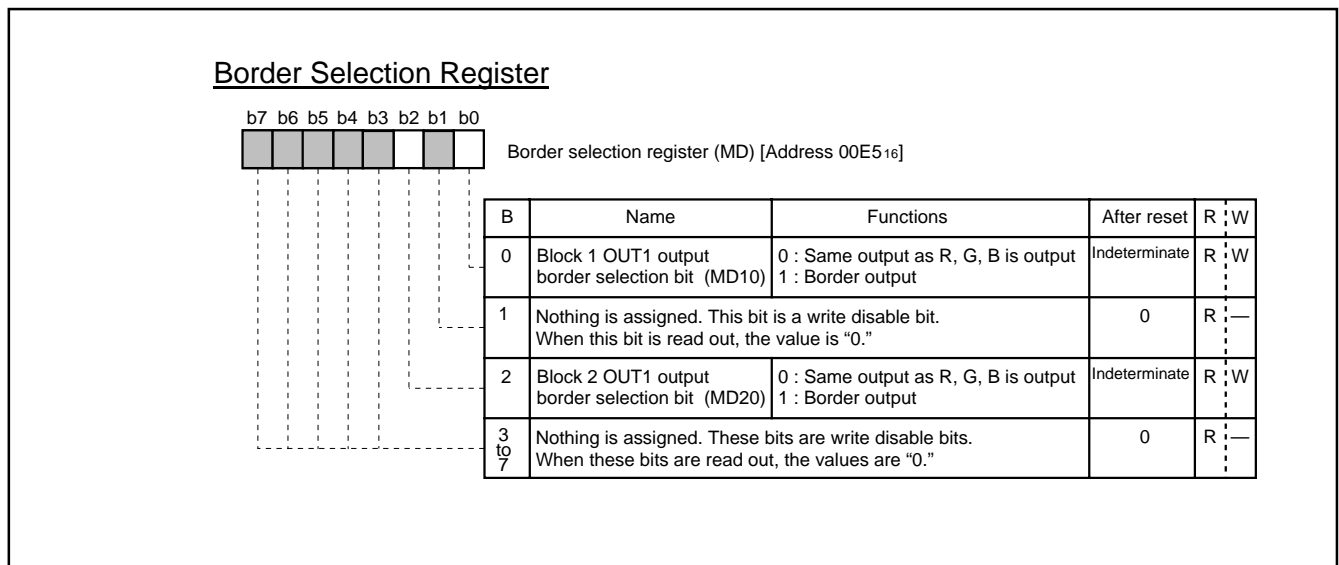 Border Selection Register
b7 b6 b5 b4 b3 b2 b1 b0
Border selection register (MD) [Address 00E516]
B Name Functions After reset R W
0 Block 1 OUT1 output border selection bit (MD10) 0 : Same output as R, G, B is output 1 : Border output Indeterminate R W
1 Nothing is assigned. This bit is a write disable bit. When this bit is read out, the value is “0.” 0 R —
2 Block 2 OUT1 output border selection bit (MD20) 0 : Same output as R, G, B is output 1 : Border output Indeterminate R W
3 to 7 Nothing is assigned. These bits are write disable bits. When these bits are read out, the values are “0.” 0 R —